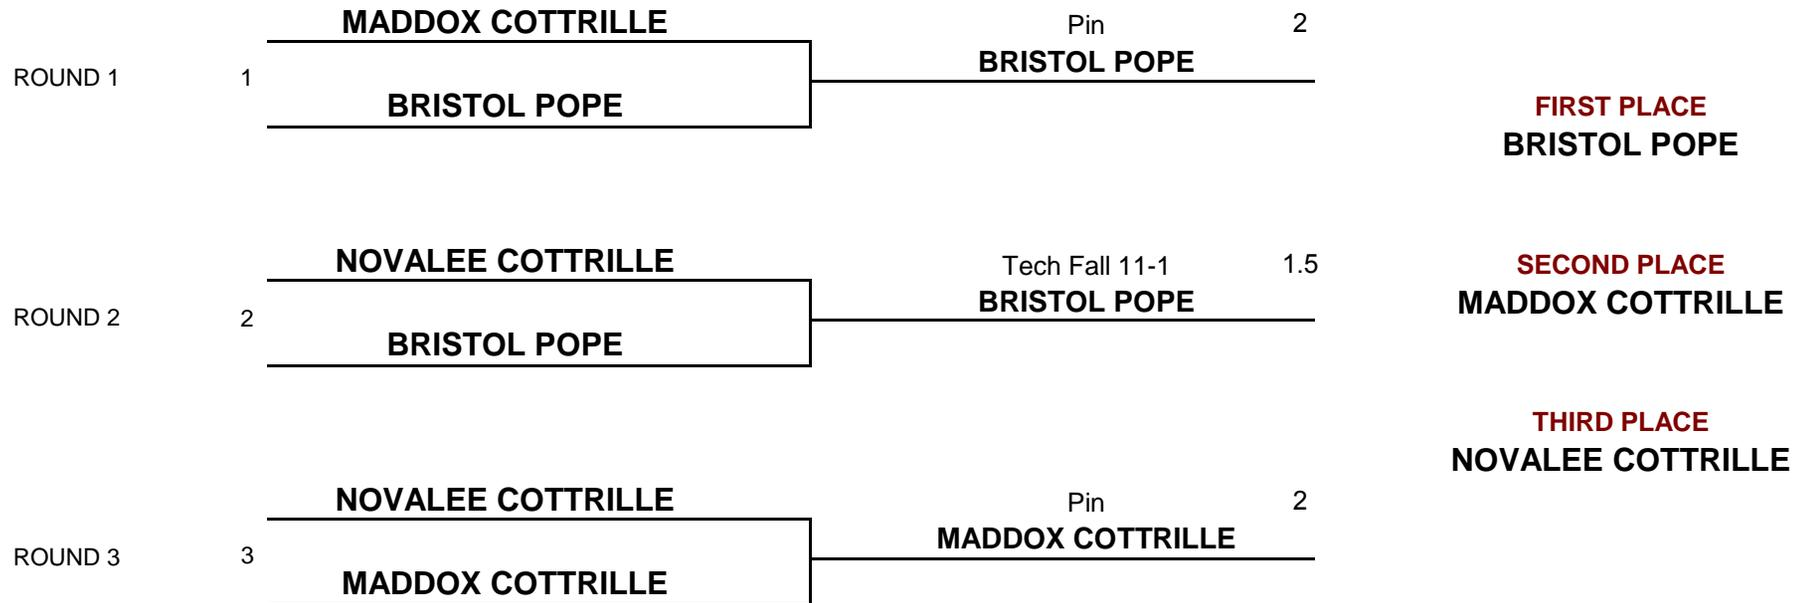 MADDOX COTTRILLE
Pin 2
BRISTOL POPE
ROUND 1 1
BRISTOL POPE
FIRST PLACE
BRISTOL POPE
NOVALEE COTTRILLE
Tech Fall 11-1 1.5
BRISTOL POPE
ROUND 2 2
BRISTOL POPE
SECOND PLACE
MADDOX COTTRILLE
THIRD PLACE
NOVALEE COTTRILLE
NOVALEE COTTRILLE
Pin 2
MADDOX COTTRILLE
ROUND 3 3
MADDOX COTTRILLE